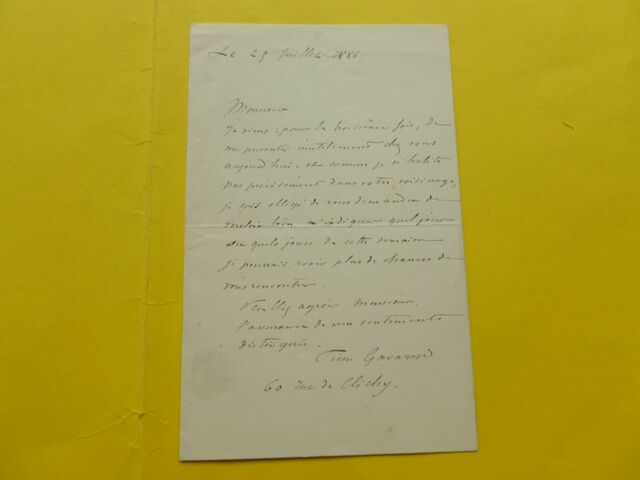 Le 29 Juillet 1886.
Monsieur
Je viens, pour la troisième fois, de
me présenter inutilement chez vous
aujourd'hui, et comme je n'habite
pas précisément dans votre voisinage,
je suis obligé de vous demander de
vouloir bien m'indiquer quel jour
ou quels jours de cette semaine
je pourrais avoir plus de chances de
vous rencontrer.
Veuillez agréer Monsieur,
l'assurance de mes sentiments
distingués.
Gavarni
60 rue de Clichy.